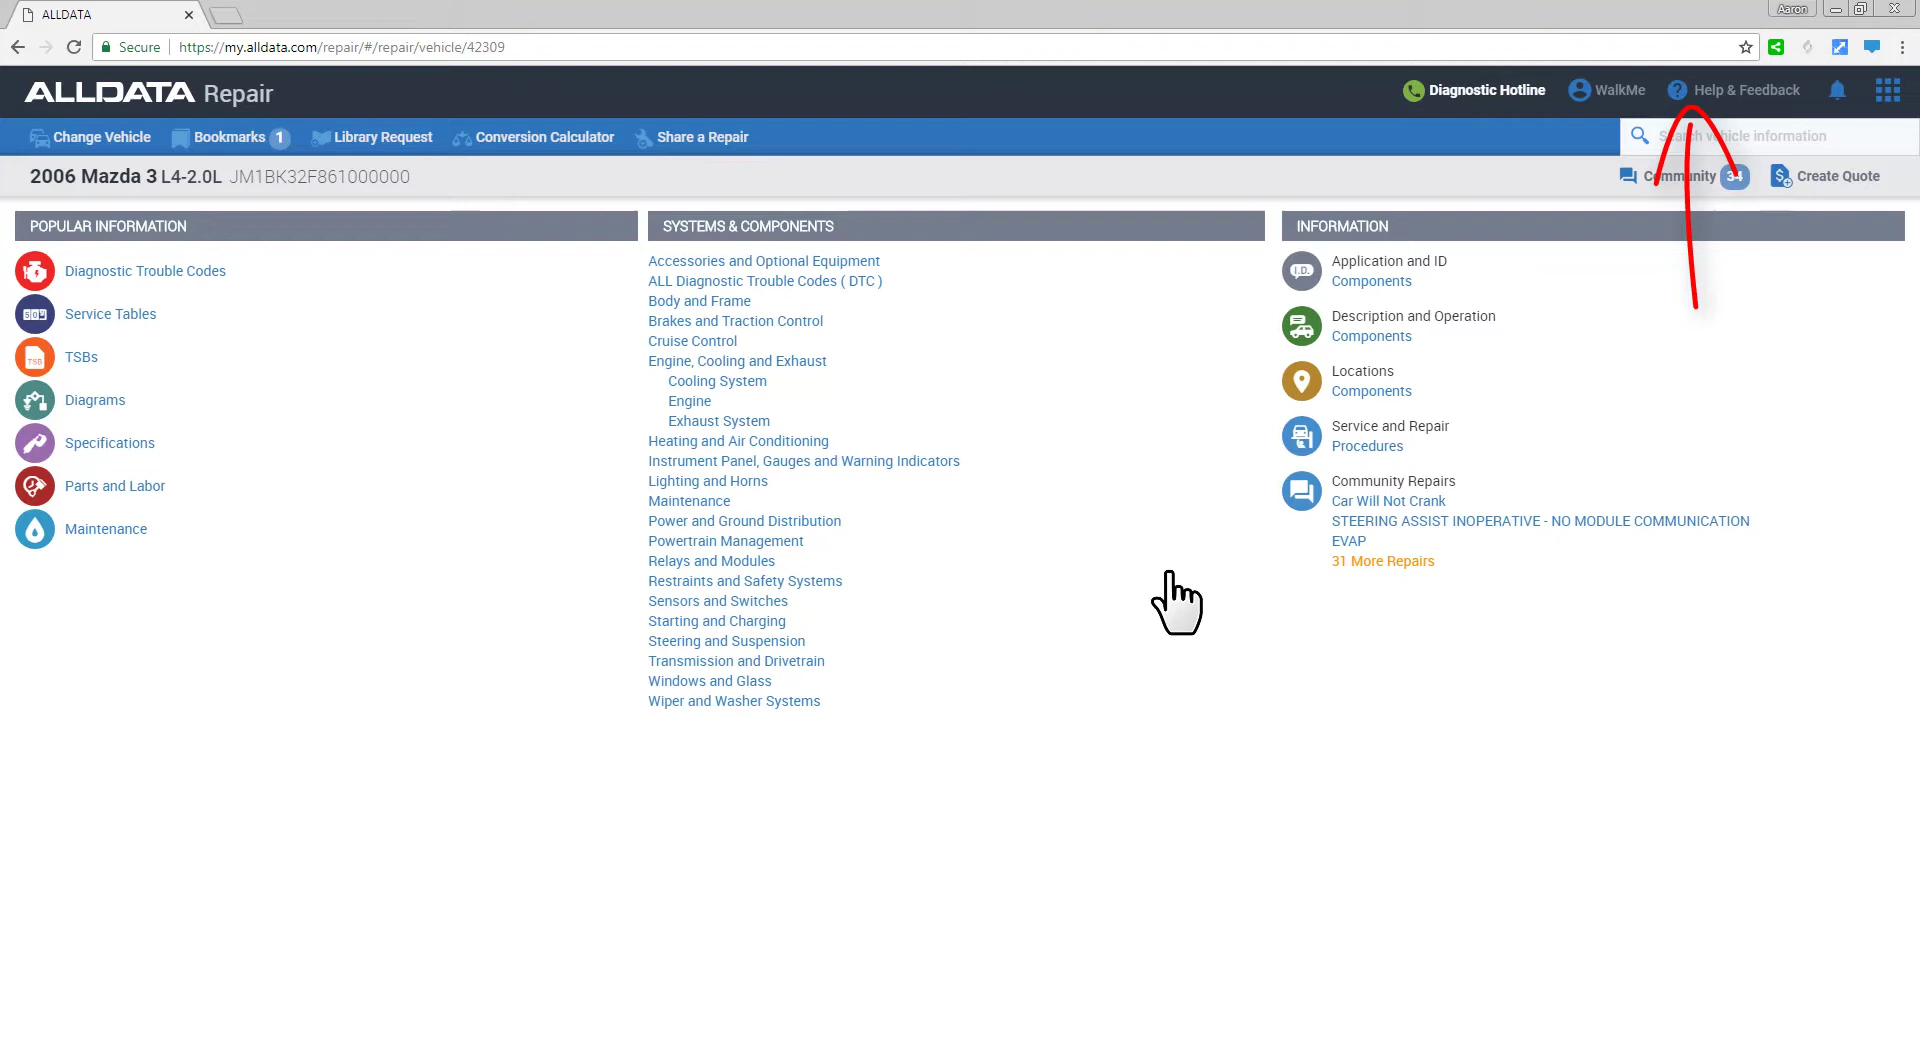 ALLDATA
Aaron
Secure https://my.alldata.com/repair/#/repair/vehicle/42309
ALLDATA Repair
Diagnostic Hotline WalkMe Help & Feedback
Change Vehicle Bookmarks 1 Library Request Conversion Calculator Share a Repair Search vehicle information
2006 Mazda 3 L4-2.0L JM1BK32F861000000 Community 34 Create Quote
POPULAR INFORMATION
Diagnostic Trouble Codes
Service Tables
TSB
TSBs
Diagrams
Specifications
Parts and Labor
Maintenance
SYSTEMS & COMPONENTS
Accessories and Optional Equipment
ALL Diagnostic Trouble Codes ( DTC )
Body and Frame
Brakes and Traction Control
Cruise Control
Engine, Cooling and Exhaust
Cooling System
Engine
Exhaust System
Heating and Air Conditioning
Instrument Panel, Gauges and Warning Indicators
Lighting and Horns
Maintenance
Power and Ground Distribution
Powertrain Management
Relays and Modules
Restraints and Safety Systems
Sensors and Switches
Starting and Charging
Steering and Suspension
Transmission and Drivetrain
Windows and Glass
Wiper and Washer Systems
INFORMATION
I.D.
Application and ID
Components
Description and Operation
Components
Locations
Components
Service and Repair
Procedures
Community Repairs
Car Will Not Crank
STEERING ASSIST INOPERATIVE - NO MODULE COMMUNICATION
EVAP
31 More Repairs